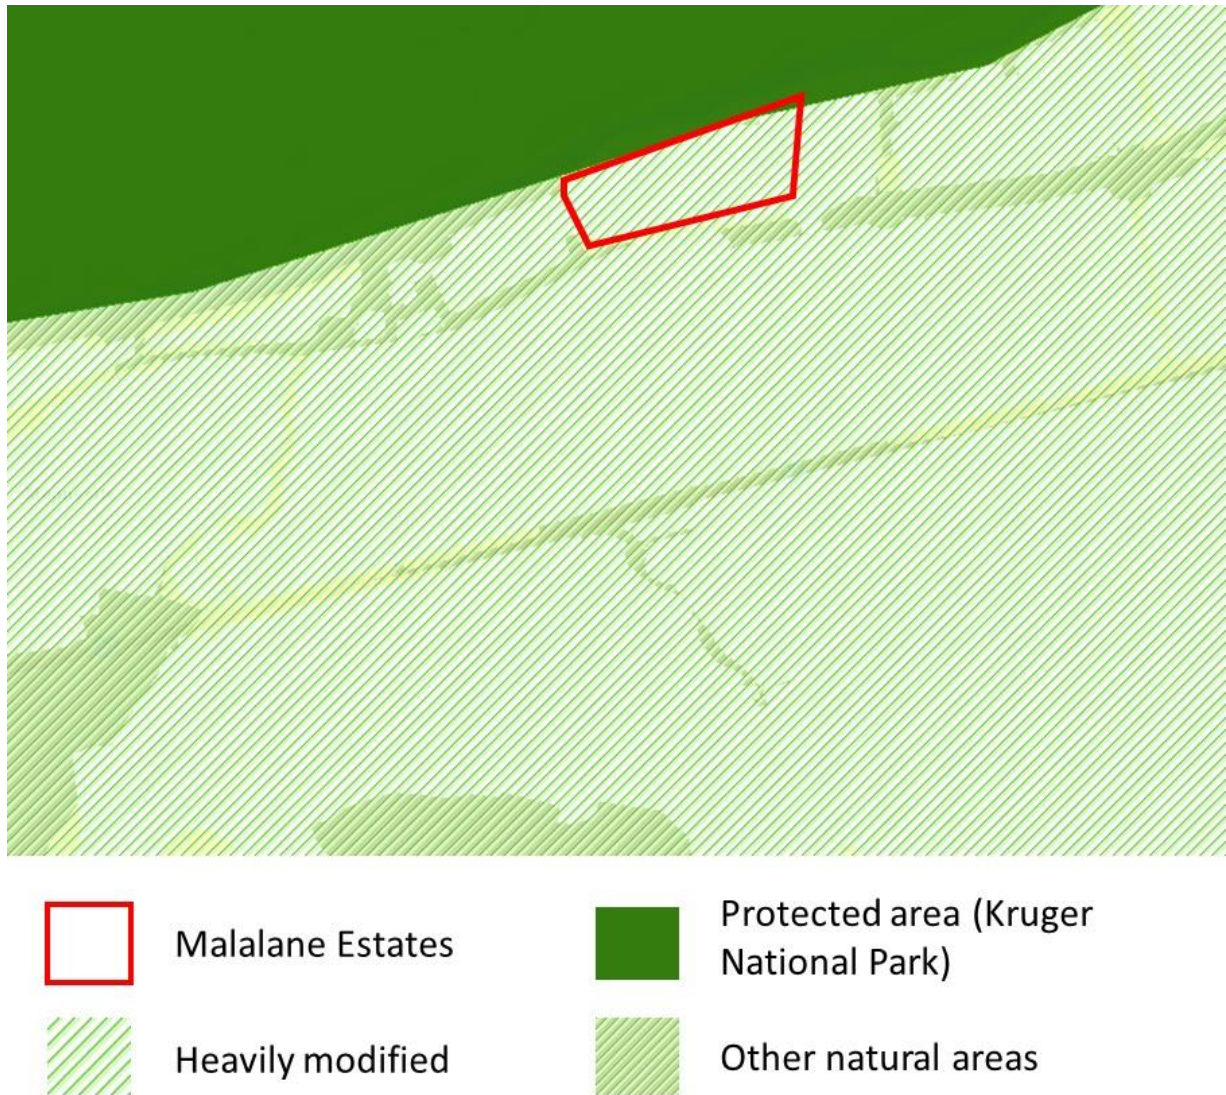 Malalane Estates
Protected area (Kruger
National Park)
Heavily modified
Other natural areas